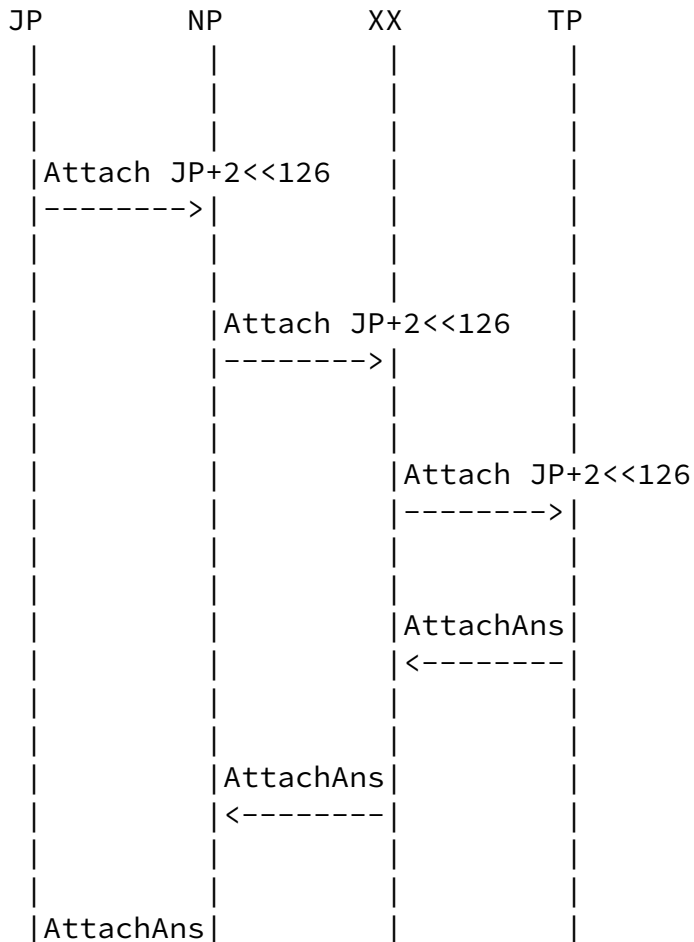 JP NP XX TP
Attach JP+2<<126
-------->
Attach JP+2<<126
-------->
Attach JP+2<<126
-------->
AttachAns
<--------
AttachAns
<--------
AttachAns